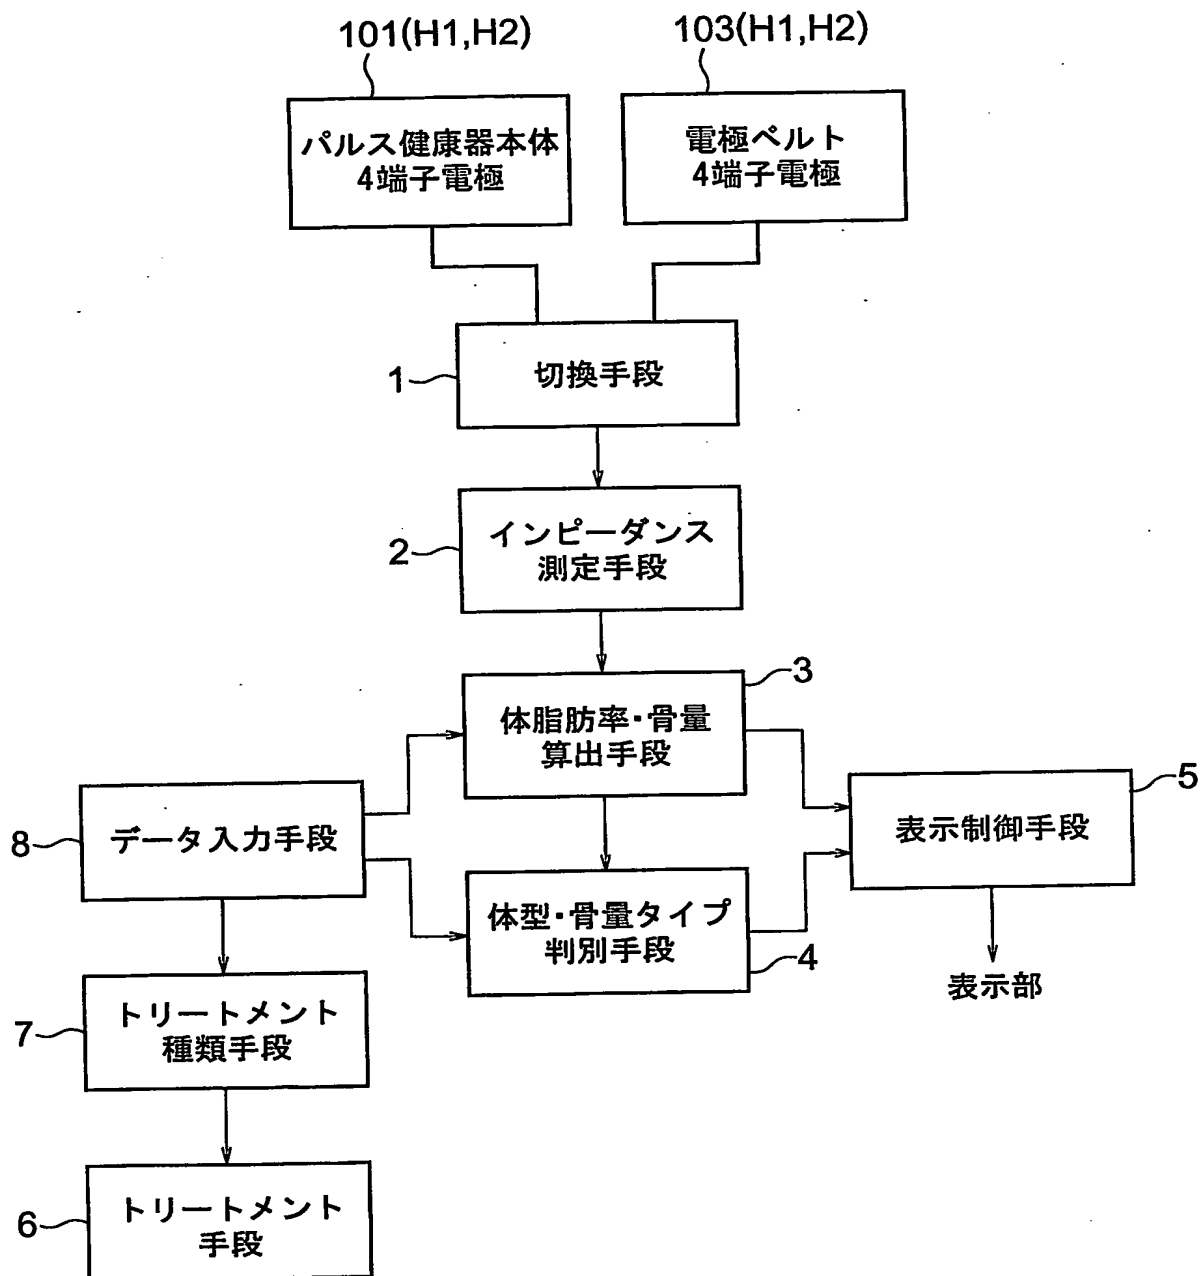 101(H1,H2)
103(H1,H2)
パルス健康器本体
4端子電極
電極ベルト
4端子電極
1
切換手段
2
インピーダンス
測定手段
3
体脂肪率・骨量
算出手段
5
表示制御手段
8
データ入力手段
体型・骨量タイプ
判別手段
4
表示部
7
トリートメント
種類手段
6
トリートメント
手段